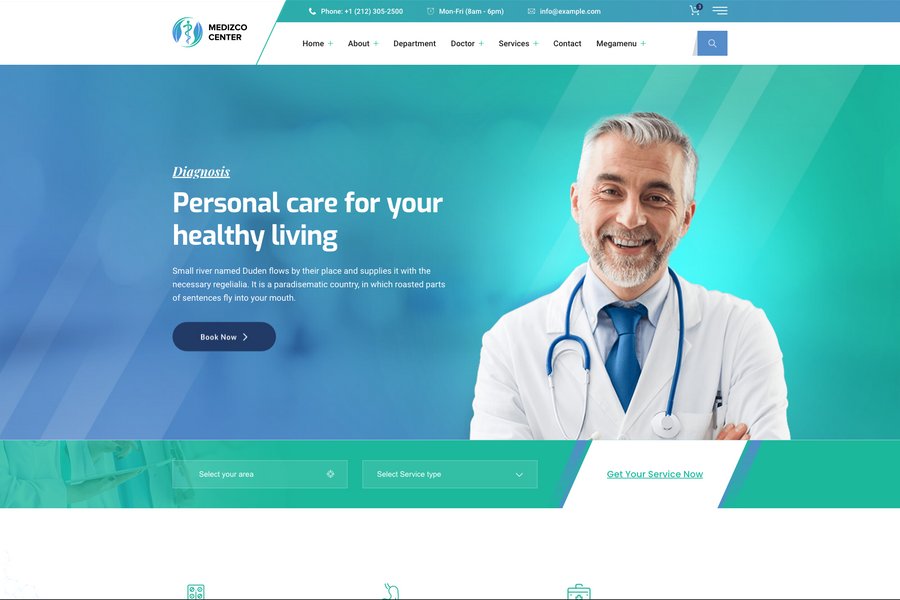 Phone: +1 (212) 305-2500
Mon-Fri (8am - 6pm)
info@example.com
MEDIZCO
CENTER
Home +
About +
Department
Doctor +
Services +
Contact
Megamenu +
Diagnosis
Personal care for your
healthy living
Small river named Duden flows by their place and supplies it with the
necessary regelialia. It is a paradisematic country, in which roasted parts
of sentences fly into your mouth.
Book Now
Select your area
Select Service type
Get Your Service Now